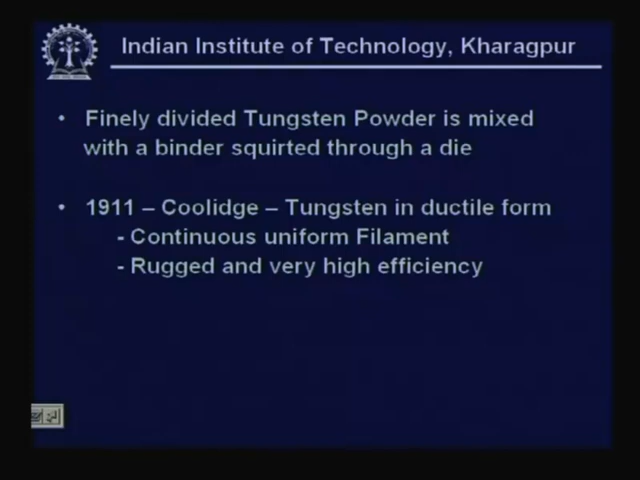 Indian Institute of Technology, Kharagpur
• Finely divided Tungsten Powder is mixed
with a binder squirted through a die
• 1911 – Coolidge – Tungsten in ductile form
- Continuous uniform Filament
- Rugged and very high efficiency